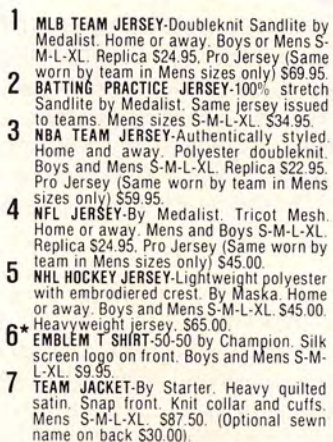 1 MLB TEAM JERSEY-Doubleknit Sandlite by
Medalist. Home or away. Boys or Mens S-
M-L-XL. Replica $24.95. Pro Jersey (Same
worn by team in Mens sizes only) $69.95.
2 BATTING PRACTICE JERSEY-100% stretch
Sandlite by Medalist. Same jersey issued
to teams. Mens sizes S-M-L-XL. $34.95.
3 NBA TEAM JERSEY-Authentically styled.
Home and away. Polyester doubleknit.
Boys and Mens S-M-L-XL. Replica $22.95.
Pro Jersey (Same worn by team in Mens
sizes only) $59.95.
4 NFL JERSEY-By Medalist. Tricot Mesh.
Home or away. Mens and Boys S-M-L-XL.
Replica $24.95. Pro Jersey (Same worn by
team in Mens sizes only) $45.00.
5 NHL HOCKEY JERSEY-Lightweight polyester
with embrodiered crest. By Maska. Home
or away. Boys and Mens S-M-L-XL. $45.00.
Heavyweight jersey. $65.00.
6* EMBLEM T SHIRT-50-50 by Champion. Silk
screen logo on front. Boys and Mens S-M-
L-XL. $9.95.
7 TEAM JACKET-By Starter. Heavy quilted
satin. Snap front. Knit collar and cuffs.
Mens S-M-L-XL. $87.50. (Optional sewn
name on back $30.00).